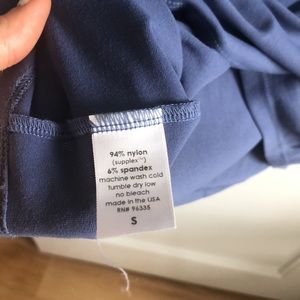 94% nylon
(supplex™)
6% spandex
machine wash cold
tumble dry low
no bleach
made in the USA
RN# 96335
S